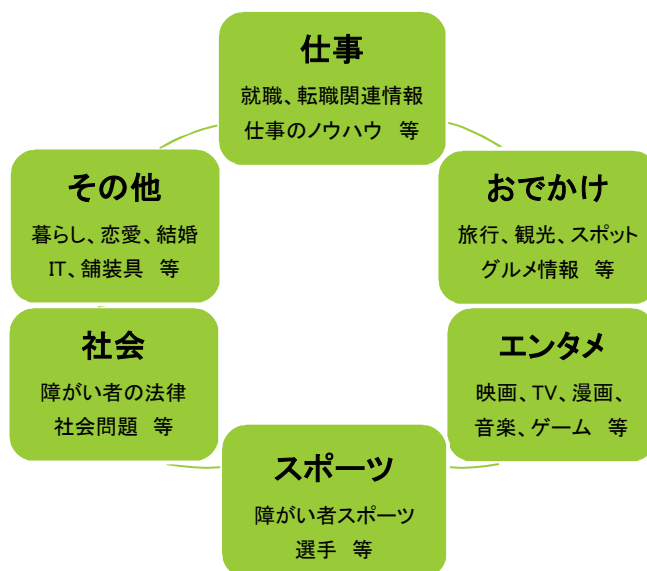 仕事
就職、転職関連情報
仕事のノウハウ 等
おでかけ
旅行、観光、スポット
グルメ情報 等
エンタメ
映画、TV、漫画、
音楽、ゲーム 等
スポーツ
障がい者スポーツ
選手 等
社会
障がい者の法律
社会問題 等
その他
暮らし、恋愛、結婚
IT、舗装具 等